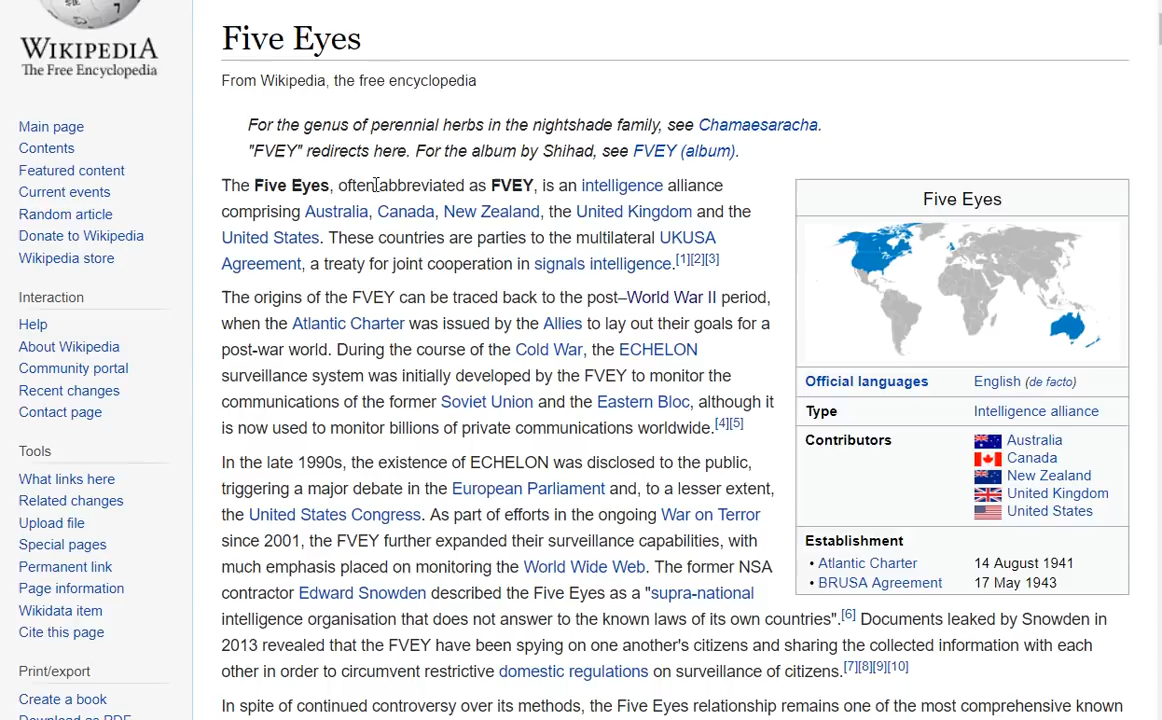 WIKIPEDIA
The Free Encyclopedia
Main page
Contents
Featured content
Current events
Random article
Donate to Wikipedia
Wikipedia store
Interaction
Help
About Wikipedia
Community portal
Recent changes
Contact page
Tools
What links here
Related changes
Upload file
Special pages
Permanent link
Page information
Wikidata item
Cite this page
Print/export
Create a book
Download as PDF
Five Eyes
From Wikipedia, the free encyclopedia
For the genus of perennial herbs in the nightshade family, see Chamaesaracha.
"FVEY" redirects here. For the album by Shihad, see FVEY (album).
The Five Eyes, often abbreviated as FVEY, is an intelligence alliance
comprising Australia, Canada, New Zealand, the United Kingdom and the
United States. These countries are parties to the multilateral UKUSA
Agreement, a treaty for joint cooperation in signals intelligence.[1][2][3]
The origins of the FVEY can be traced back to the post–World War II period,
when the Atlantic Charter was issued by the Allies to lay out their goals for a
post-war world. During the course of the Cold War, the ECHELON
surveillance system was initially developed by the FVEY to monitor the
communications of the former Soviet Union and the Eastern Bloc, although it
is now used to monitor billions of private communications worldwide.[4][5]
In the late 1990s, the existence of ECHELON was disclosed to the public,
triggering a major debate in the European Parliament and, to a lesser extent,
the United States Congress. As part of efforts in the ongoing War on Terror
since 2001, the FVEY further expanded their surveillance capabilities, with
much emphasis placed on monitoring the World Wide Web. The former NSA
contractor Edward Snowden described the Five Eyes as a "supra-national
intelligence organisation that does not answer to the known laws of its own countries".[6] Documents leaked by Snowden in
2013 revealed that the FVEY have been spying on one another's citizens and sharing the collected information with each
other in order to circumvent restrictive domestic regulations on surveillance of citizens.[7][8][9][10]
In spite of continued controversy over its methods, the Five Eyes relationship remains one of the most comprehensive known
Five Eyes
Official languages English (de facto)
Type Intelligence alliance
Contributors Australia
Canada
New Zealand
United Kingdom
United States
Establishment
• Atlantic Charter 14 August 1941
• BRUSA Agreement 17 May 1943